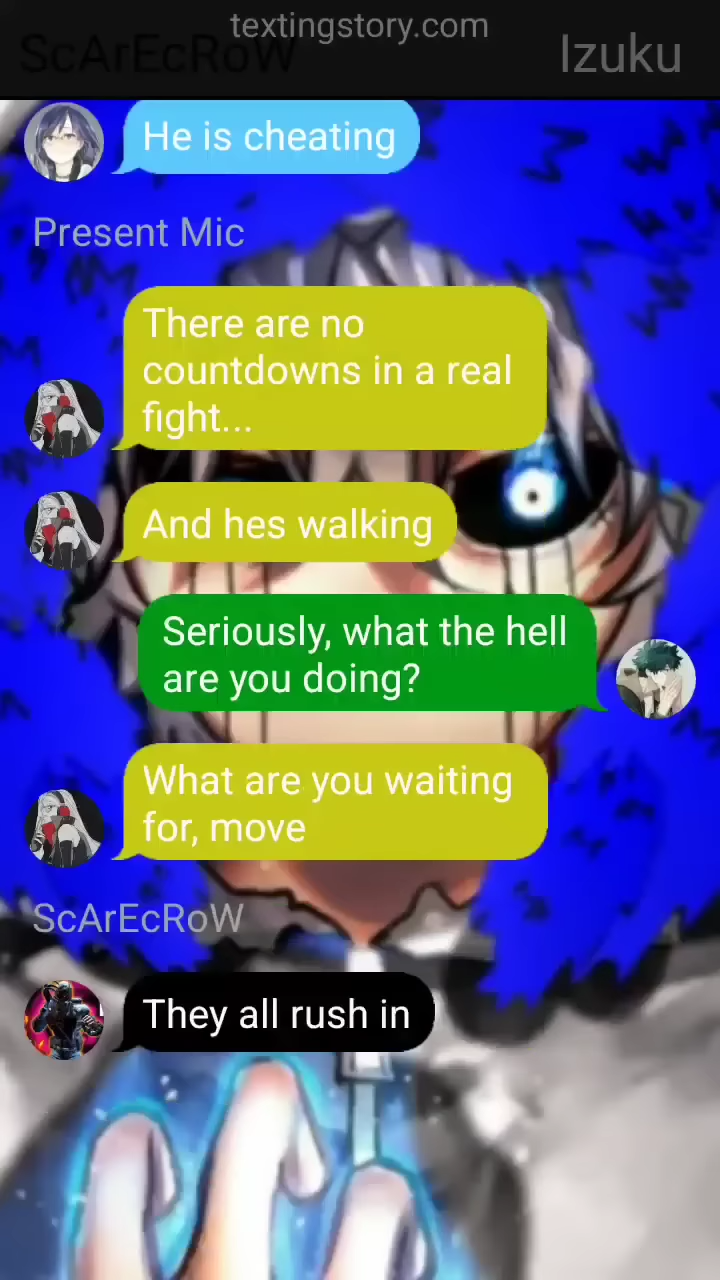 textingstory.com
ScArEcRoW
Izuku
He is cheating
Present Mic
There are no
countdowns in a real
fight...
And hes walking
Seriously, what the hell
are you doing?
What are you waiting
for, move
ScArEcRoW
They all rush in